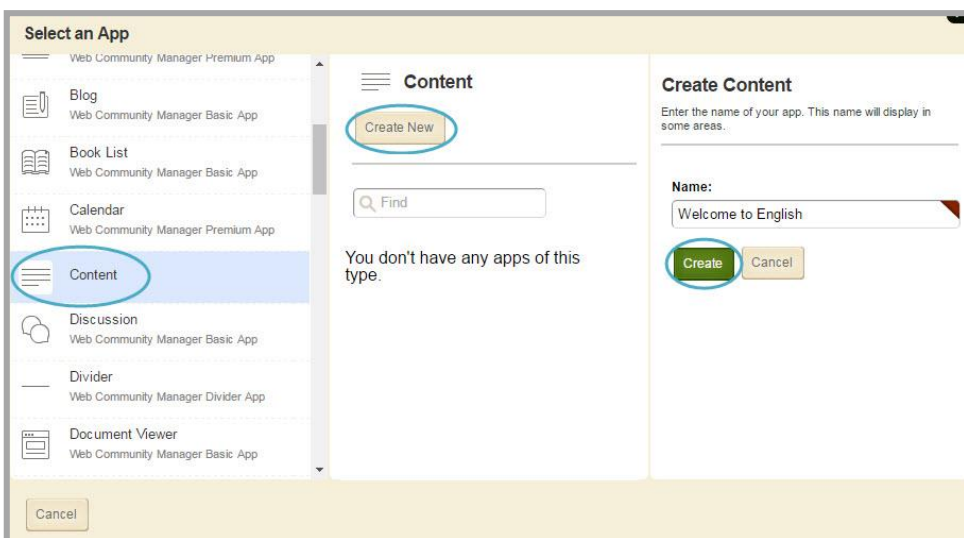 Select an App
Web Community Manager Premium App
Blog
Web Community Manager Basic App
Book List
Web Community Manager Basic App
Calendar
Web Community Manager Premium App
Content
Discussion
Web Community Manager Basic App
Divider
Web Community Manager Divider App
Document Viewer
Web Community Manager Basic App
Cancel
Content
Create New
Find
You don't have any apps of this
type.
Create Content
Enter the name of your app. This name will display in
some areas.
Name:
Welcome to English
Create Cancel